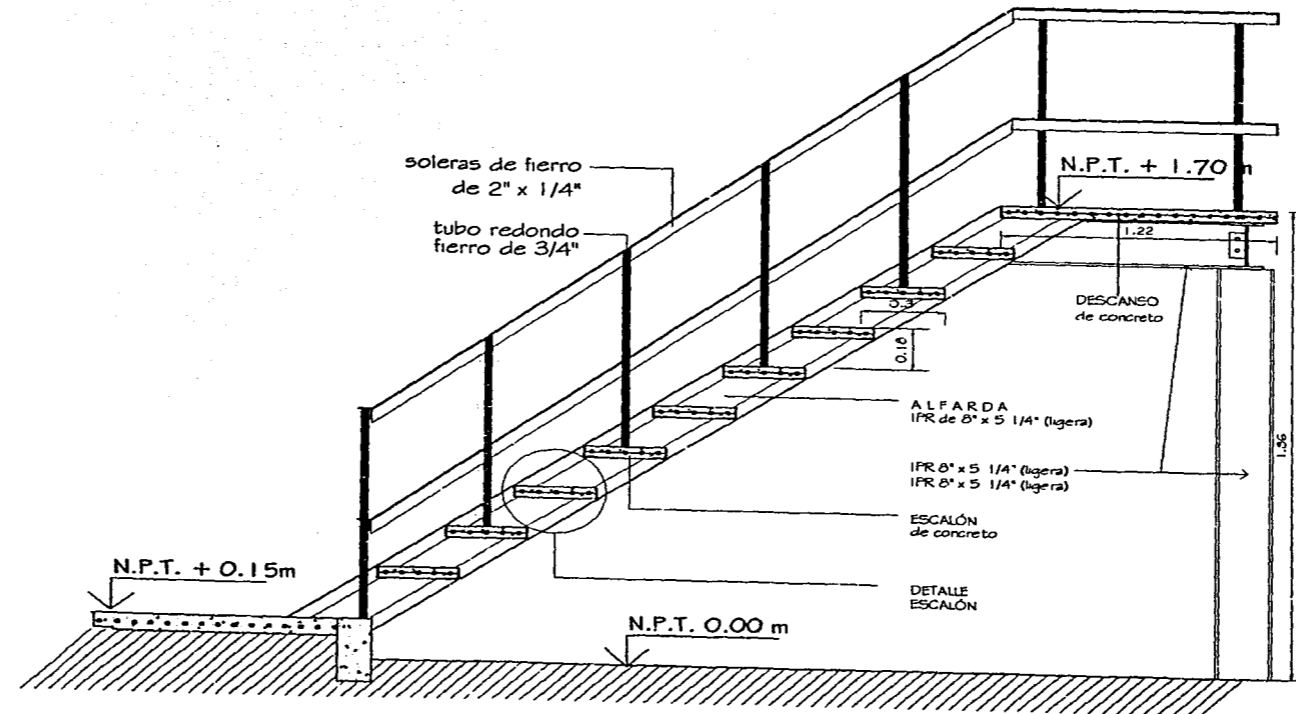 soleras de fierro
de 2" x 1/4"
tubo redondo
fierro de 3/4"
N.P.T. + 1.70 m
1.22
DESCANSO
de concreto
0.3
0.18
ALFARDA
IPR de 8" x 5 1/4" (ligera)
IPR 8" x 5 1/4" (ligera)
IPR 8" x 5 1/4" (ligera)
1.86
ESCALÓN
de concreto
N.P.T. + 0.15m
DETALLE
ESCALÓN
N.P.T. 0.00 m